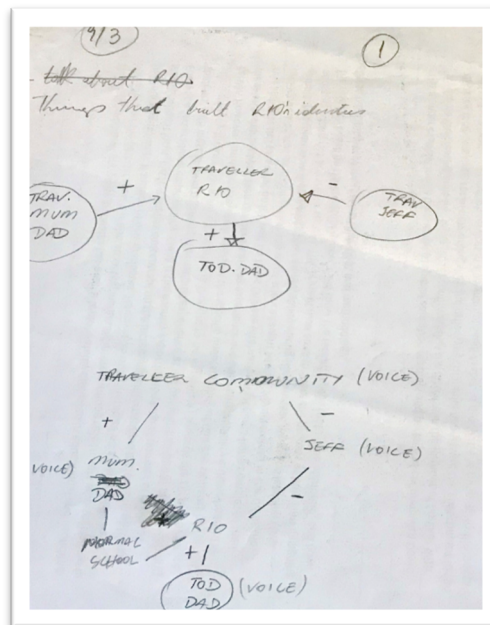 9/3
1
- talk about RIO.
Things that built RIO's identities
TRAVELLER
RIO
+
-
TRAV.
MUM
DAD
TRAV
JEFF
+
TOD. DAD
TRAVELLER COMMUNITY (VOICE)
+
-
JEFF (VOICE)
VOICE) MUM.
DAD
-
RIO
NORMAL
SCHOOL
+
TOD (VOICE)
DAD